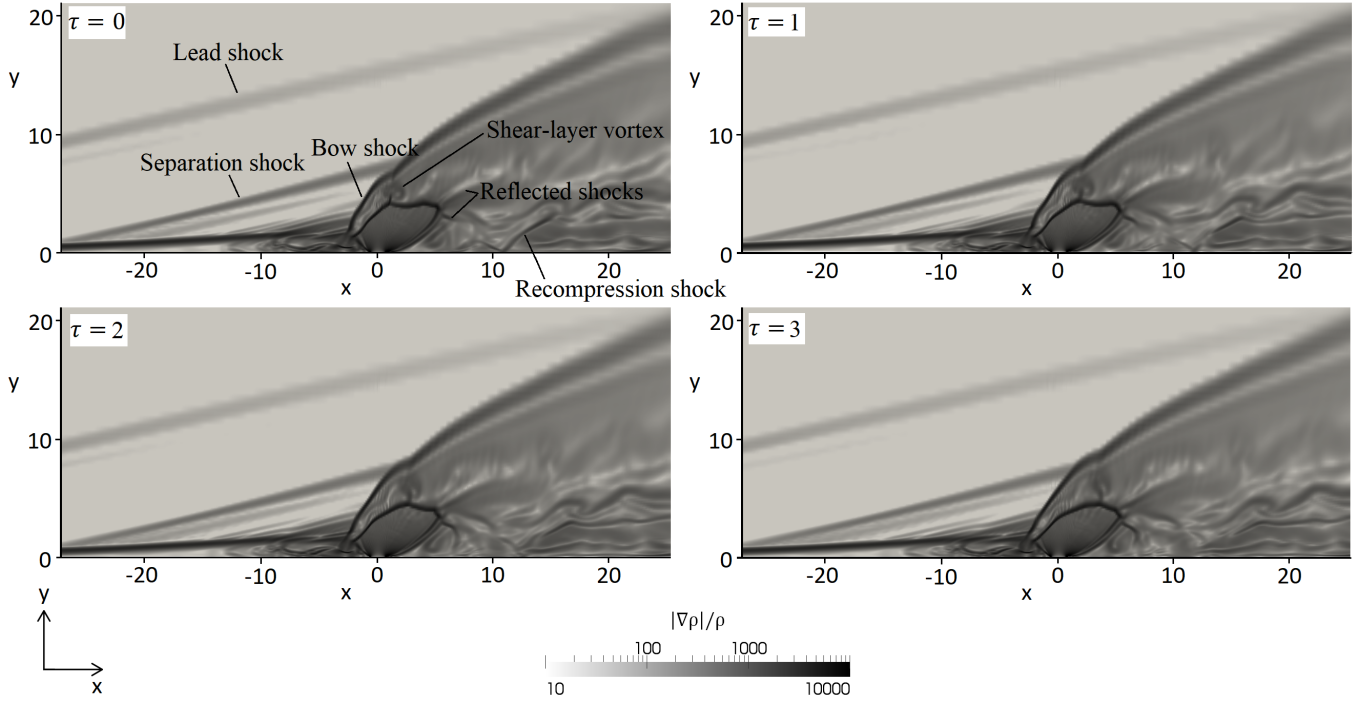 τ = 0
20
Lead shock
y
10
Shear-layer vortex
Bow shock
Separation shock
Reflected shocks
0
-20
-10
0
10
20
x
Recompression shock
τ = 1
20
y
10
0
-20
-10
0
10
20
x
τ = 2
20
y
10
0
-20
-10
0
10
20
x
τ = 3
20
y
10
0
-20
-10
0
10
20
x
y
x
|∇ρ|/ρ
100
1000
10
10000